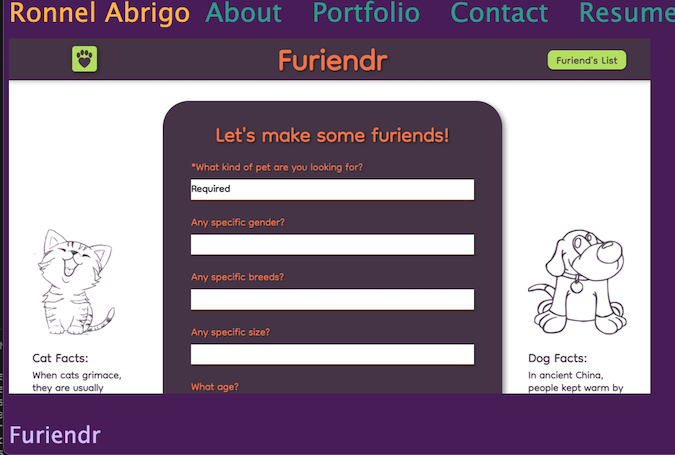 Ronnel Abrigo About Portfolio Contact Resume
Furiendr
Furiend's List
Let's make some furiends!
*What kind of pet are you looking for?
Required
Any specific gender?
Any specific breeds?
Any specific size?
What age?
Cat Facts:
When cats grimace,
they are usually
Dog Facts:
In ancient China,
people kept warm by
Furiendr